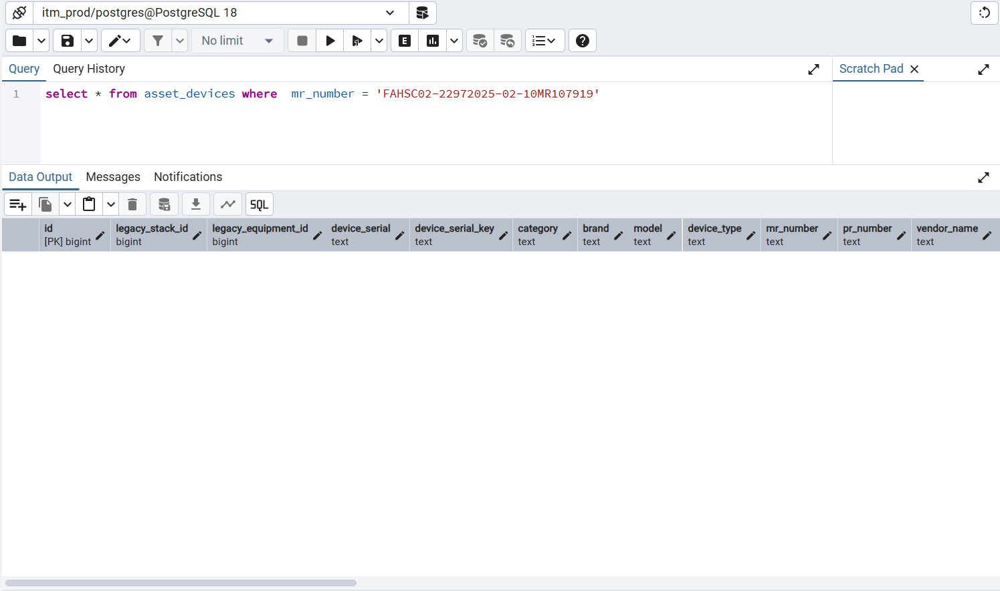 itm_prod/postgres@PostgreSQL 18
No limit
E
Query Query History
Scratch Pad
1 select * from asset_devices where  mr_number = 'FAHSC02-22972025-02-10MR107919'
Data Output Messages Notifications
SQL
id legacy_stack_id legacy_equipment_id device_serial device_serial_key category brand model device_type mr_number pr_number vendor_name
[PK] bigint bigint bigint text text text text text text text text text